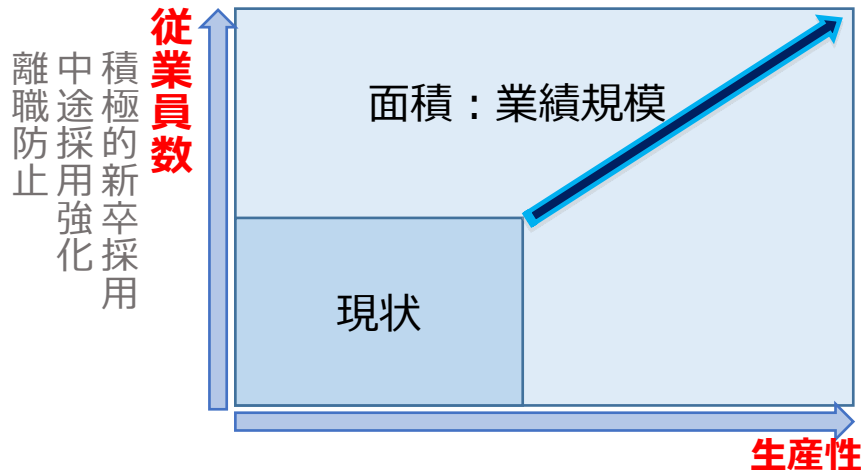 従業員数
積極的新卒採用
中途採用強化
離職防止
面積：業績規模
現状
生産性